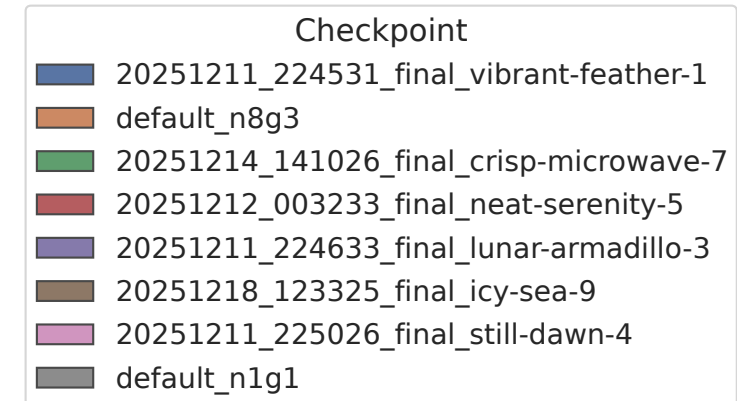 Checkpoint
20251211_224531_final_vibrant-feather-1
default_n8g3
20251214_141026_final_crisp-microwave-7
20251212_003233_final_neat-serenity-5
20251211_224633_final_lunar-armadillo-3
20251218_123325_final_icy-sea-9
20251211_225026_final_still-dawn-4
default_n1g1